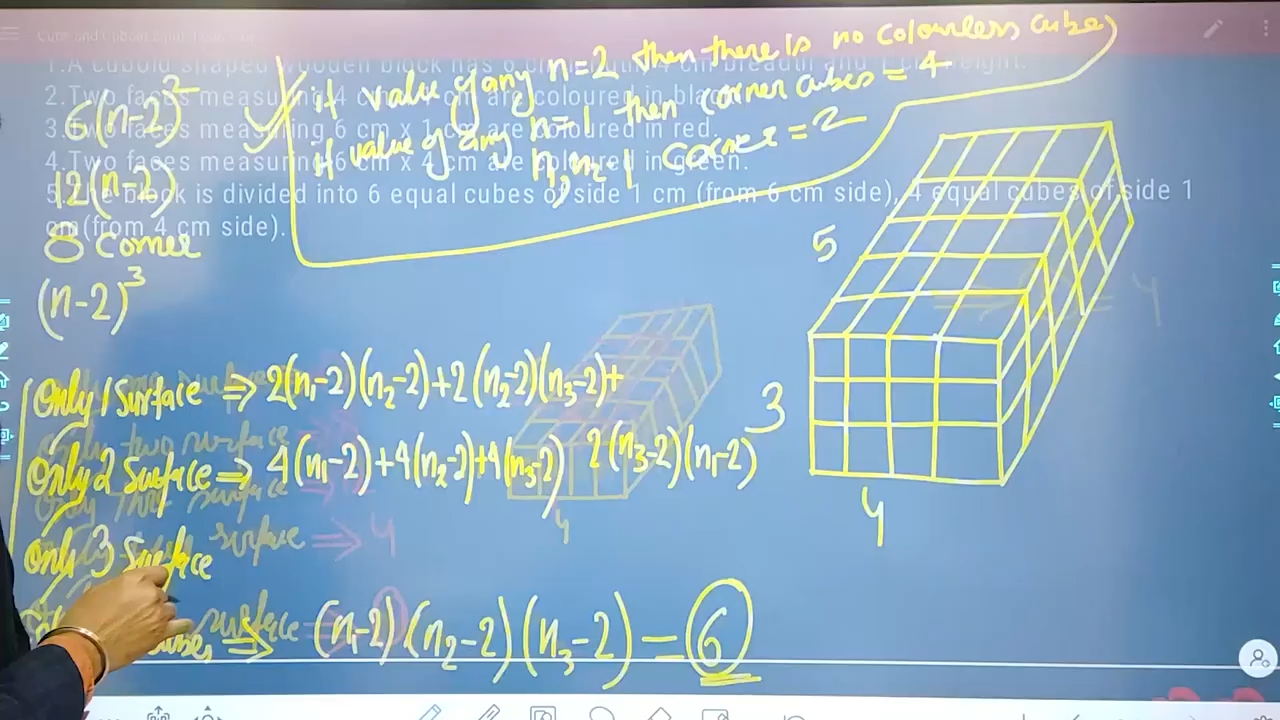 1.A cuboid shaped wooden block has 6 cm length, 4 cm breadth and 1 cm height.
2.Two faces measuring 4 cm x 1 cm are coloured in black.
3.Two faces measuring 6 cm x 1 cm are coloured in red.
4.Two faces measuring 6 cm x 4 cm are coloured in green.
5.The block is divided into 6 equal cubes of side 1 cm (from 6 cm side), 4 equal cubes of side 1
cm(from 4 cm side).
if value of any n=2 then there is no colourless cube
if value of any n=1 then corner cubes = 4
n₁,n₂=1 corner = 2
6(n-2)²
12(n-2)
8 corner
(n-2)³
5
3
4
Only 1 Surface ⇒ 2(n₁-2)(n₂-2)+2(n₂-2)(n₃-2)+
2(n₃-2)(n₁-2)
Only 2 Surface ⇒ 4(n₁-2)+4(n₂-2)+4(n₃-2)
Only 3 Surface
surface ⇒ 4
⇒ (n₁-2)(n₂-2)(n₃-2) = 6
4